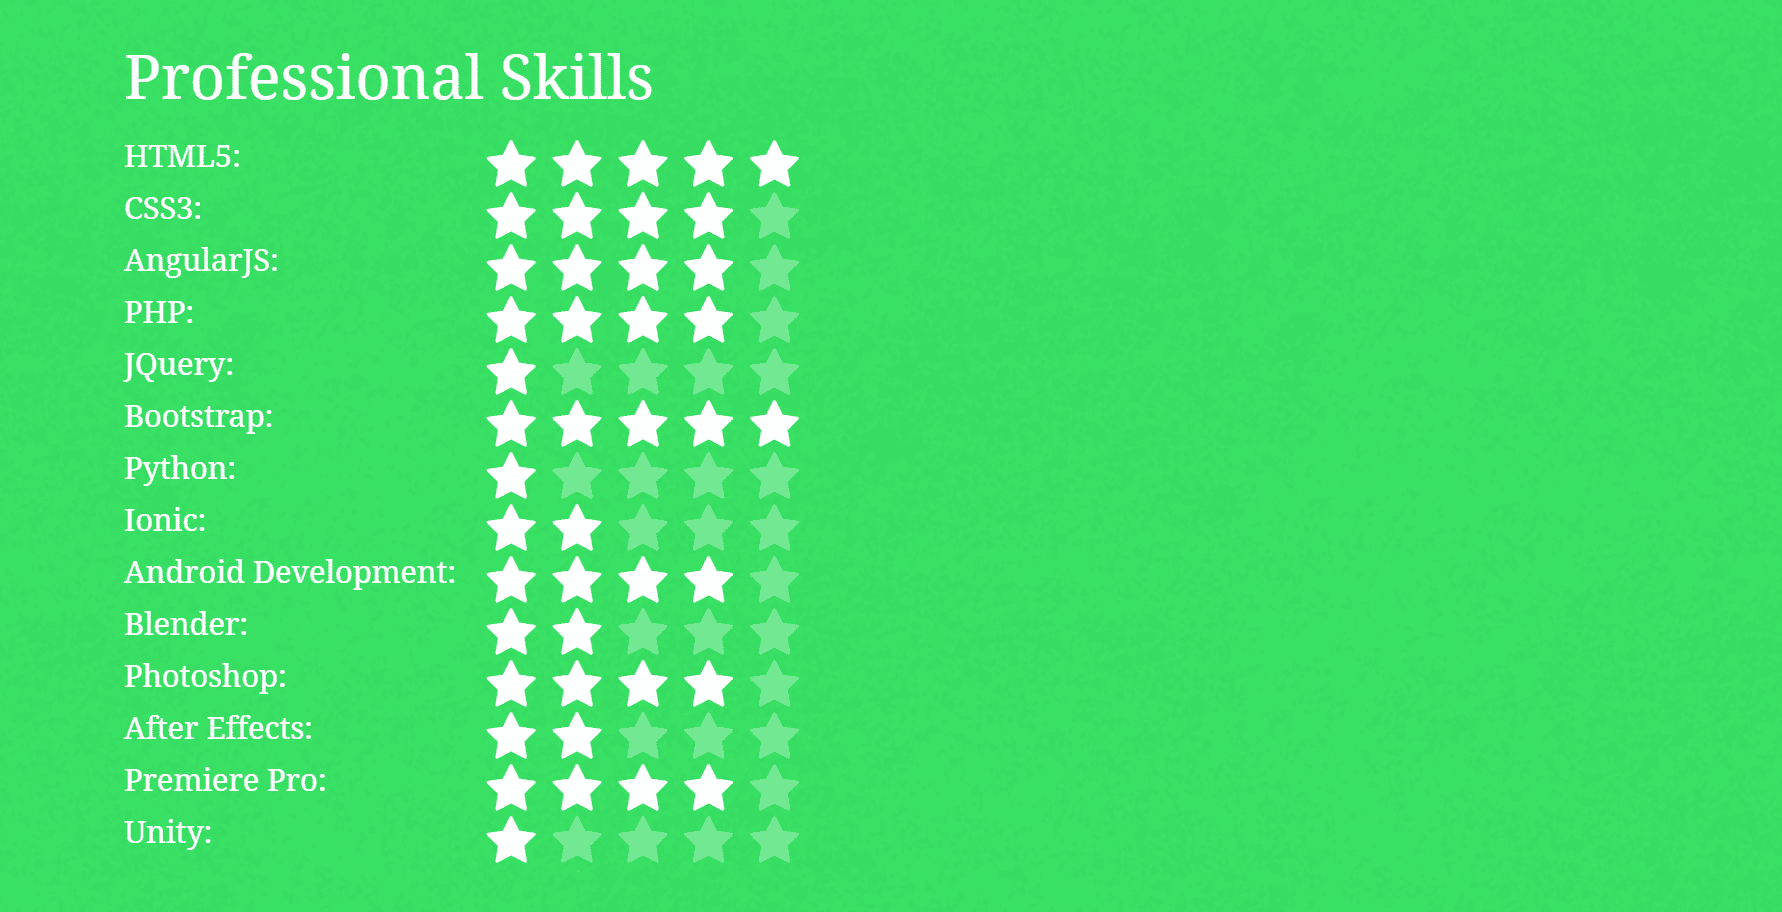 Professional Skills
HTML5:
CSS3:
AngularJS:
PHP:
JQuery:
Bootstrap:
Python:
Ionic:
Android Development:
Blender:
Photoshop:
After Effects:
Premiere Pro:
Unity: